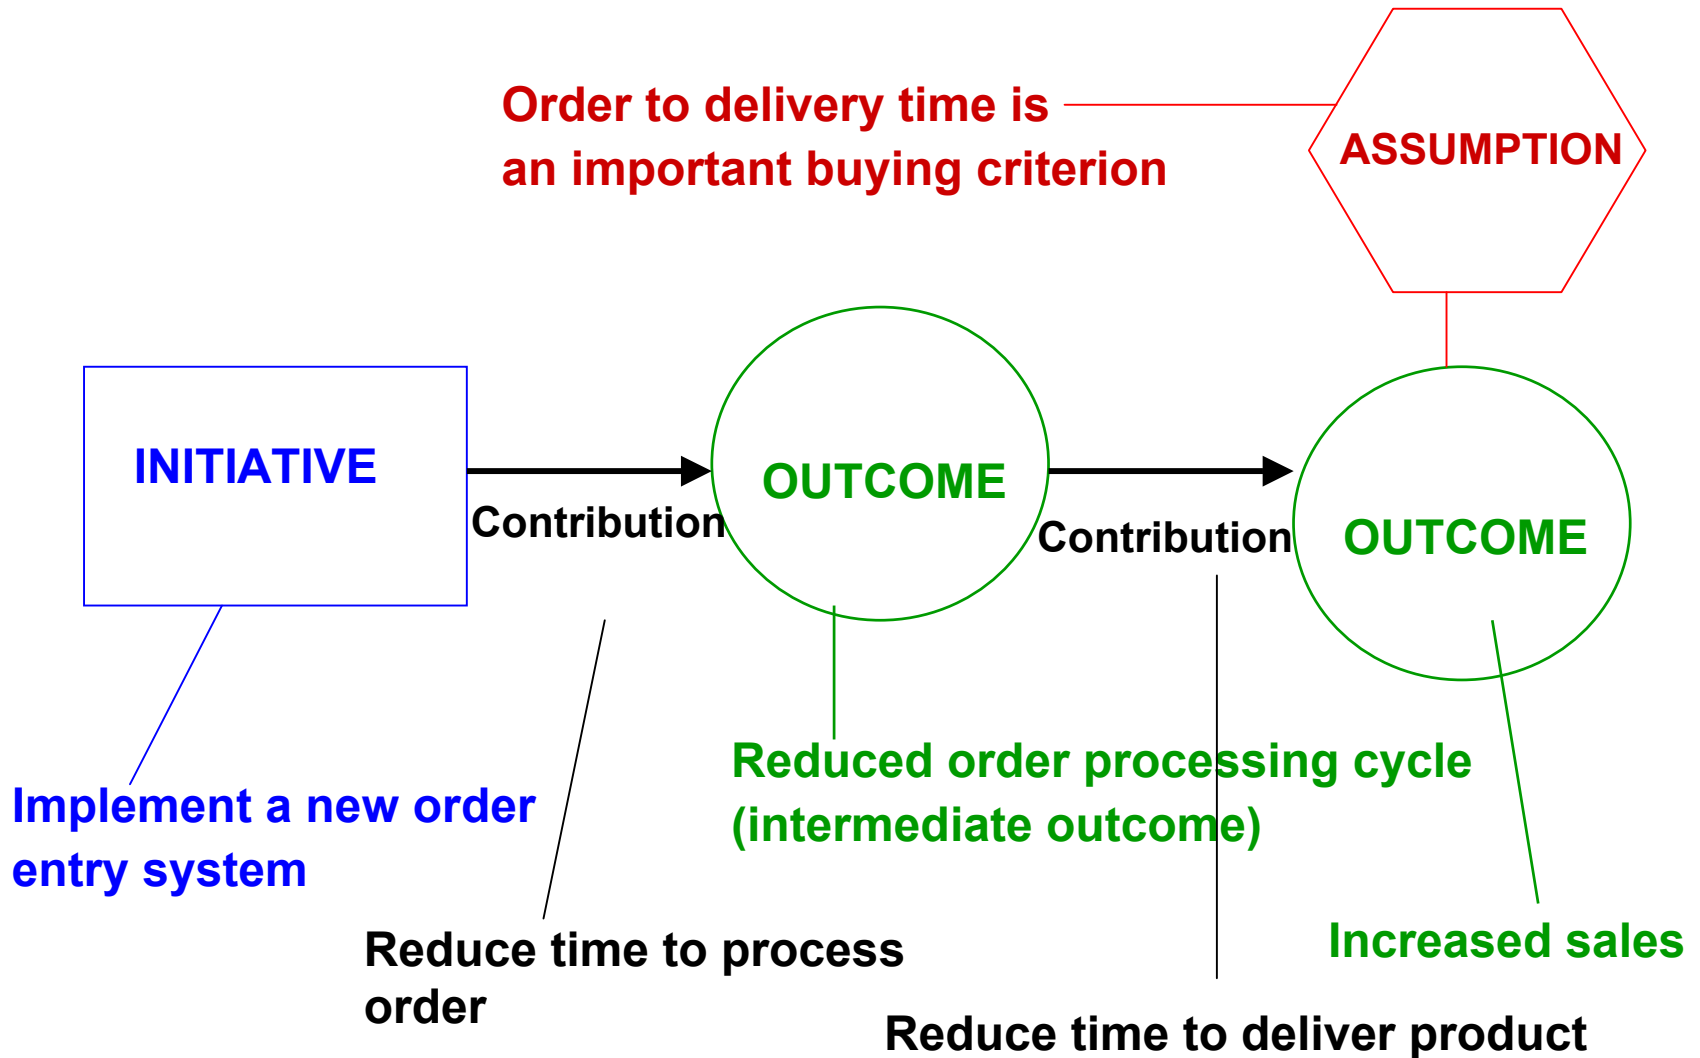 Order to delivery time is
an important buying criterion
ASSUMPTION
INITIATIVE
OUTCOME
OUTCOME
Contribution
Contribution
Reduced order processing cycle
(intermediate outcome)
Implement a new order
entry system
Reduce time to process
order
Increased sales
Reduce time to deliver product